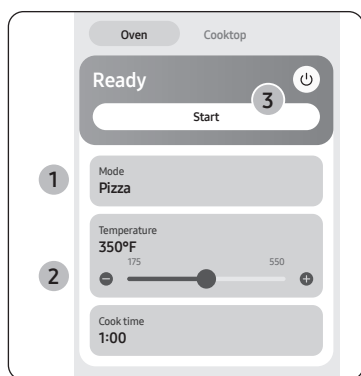 Oven Cooktop
Ready
3
Start
1
Mode
Pizza
Temperature
350°F
175 550
2
Cook time
1:00